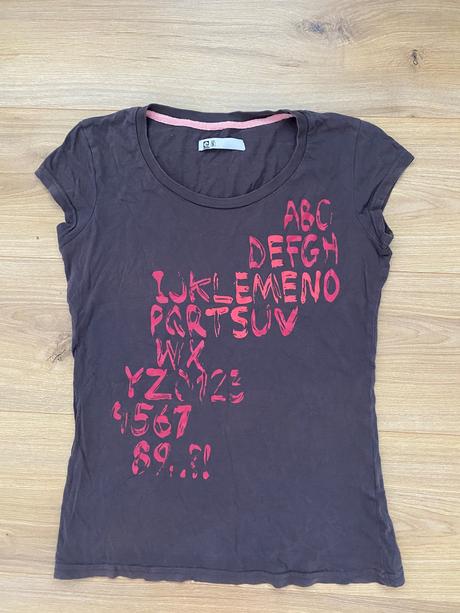 ABC
DEFGH
IJKLEMENO
PQRTSUV
WX
YZ0123
4567
89..?!